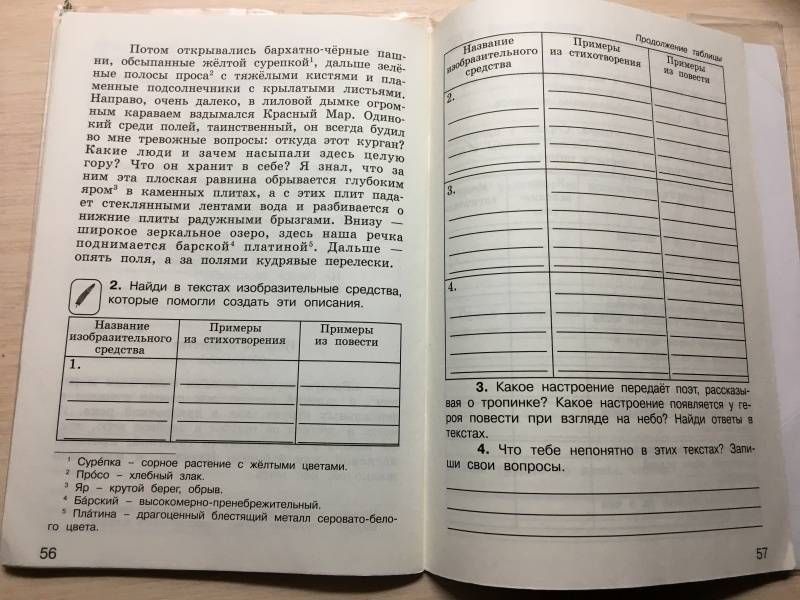 Потом открывались бархатно-чёрные паш-
ни, обсыпанные жёлтой сурепкой¹, дальше зелё-
ные полосы проса² с тяжёлыми кистями и пла-
менные подсолнечники с крылатыми листьями.
Направо, очень далеко, в лиловой дымке огром-
ным караваем вздымался Красный Мар. Одино-
кий среди полей, таинственный, он всегда будил
во мне тревожные вопросы: откуда этот курган?
Какие люди и зачем насыпали здесь целую
гору? Что он хранит в себе? Я знал, что за
ним эта плоская равнина обрывается глубоким
яром³ в каменных плитах, а с этих плит пада-
ет стеклянными лентами вода и разбивается о
нижние плиты радужными брызгами. Внизу —
широкое зеркальное озеро, здесь наша речка
поднимается барской⁴ платиной⁵. Дальше —
опять поля, а за полями кудрявые перелески.
2. Найди в текстах изобразительные средства,
которые помогли создать эти описания.
Название изобразительного средства
Примеры из стихотворения
Примеры из повести
1.
¹ Суре́пка – сорное растение с жёлтыми цветами.
² Про́со – хлебный злак.
³ Яр – крутой берег, обрыв.
⁴ Ба́рский – высокомерно-пренебрежительный.
⁵ Пла́тина – драгоценный блестящий металл серовато-бело-
го цвета.
56
Продолжение таблицы
Название изобразительного средства
Примеры из стихотворения
Примеры из повести
2.
3.
4.
3. Какое настроение передаёт поэт, рассказы-
вая о тропинке? Какое настроение появляется у ге-
роя повести при взгляде на небо? Найди ответы в
текстах.
4. Что тебе непонятно в этих текстах? Запи-
ши свои вопросы.
57